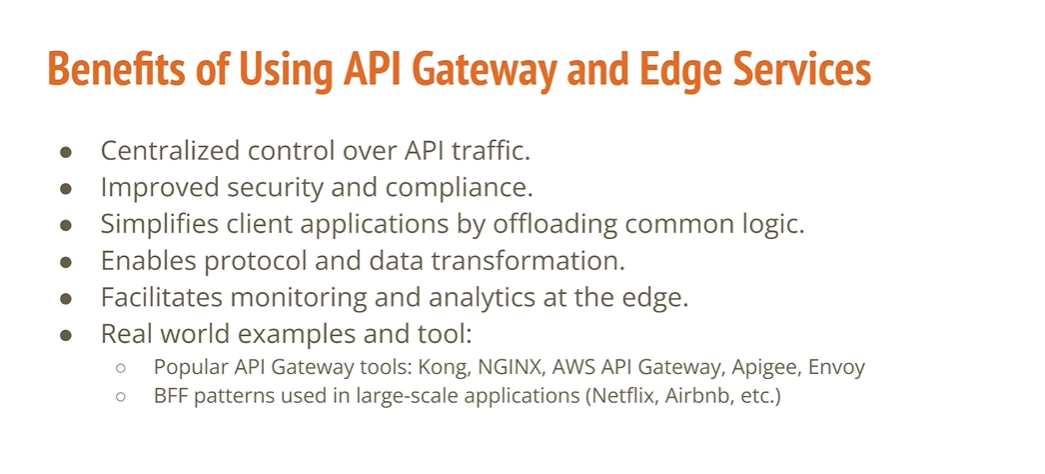 Benefits of Using API Gateway and Edge Services
● Centralized control over API traffic.
● Improved security and compliance.
● Simplifies client applications by offloading common logic.
● Enables protocol and data transformation.
● Facilitates monitoring and analytics at the edge.
● Real world examples and tool:
○ Popular API Gateway tools: Kong, NGINX, AWS API Gateway, Apigee, Envoy
○ BFF patterns used in large-scale applications (Netflix, Airbnb, etc.)